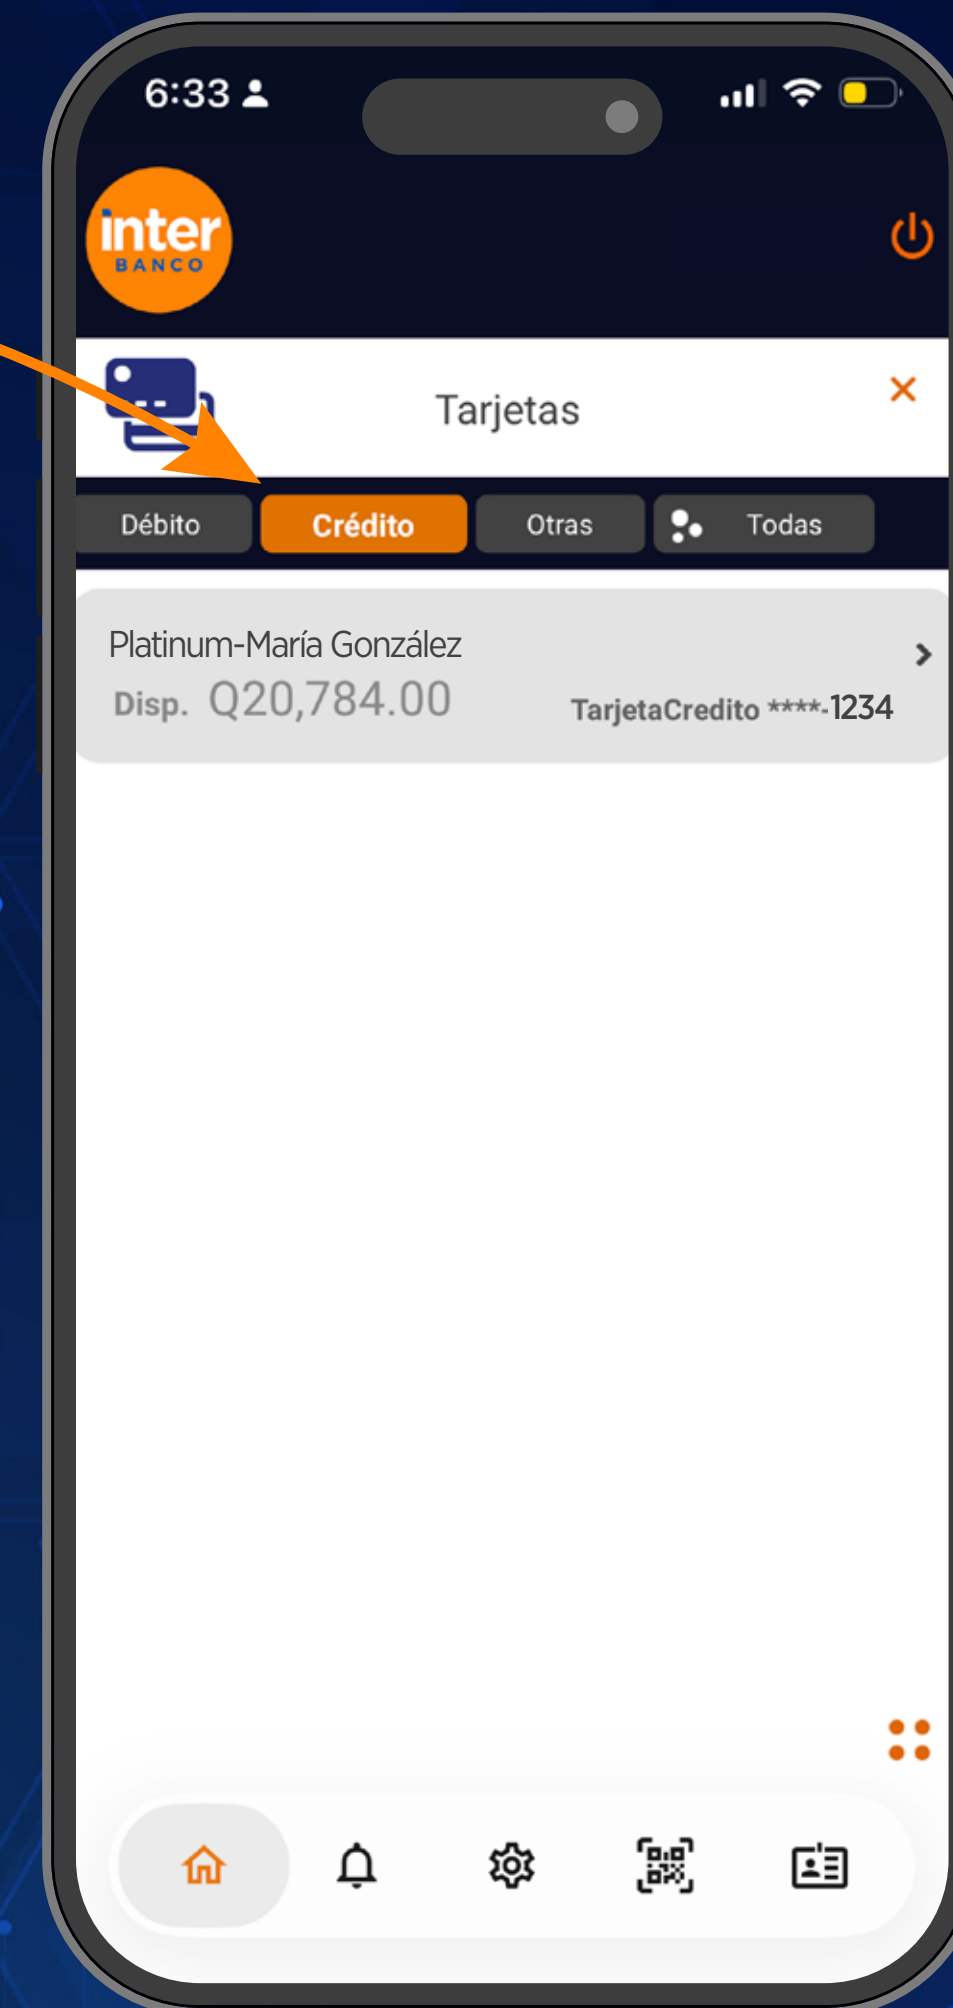 6:33
inter
BANCO
Tarjetas
Débito Crédito Otras Todas
Platinum-María González
Disp. Q20,784.00
TarjetaCredito ****-1234